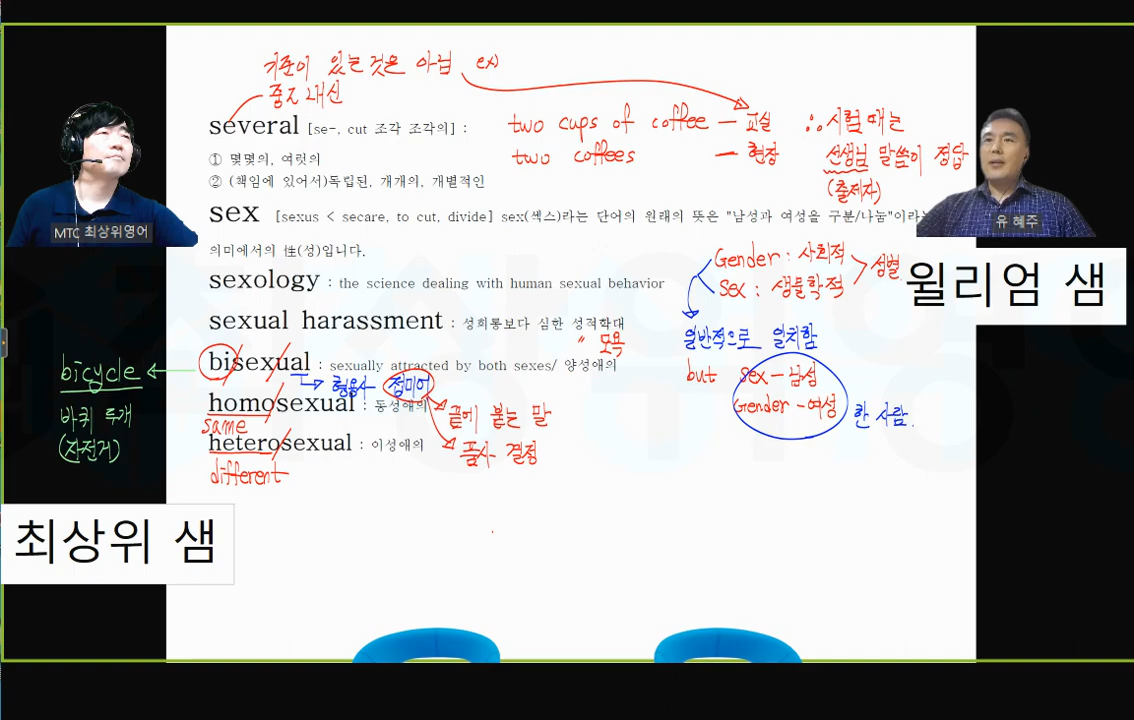 기준이 있는것은 아님 ex)
중고 내신
several [se-, cut 조각 조각의] :
two cups of coffee — 교실
∴ 시험 때는
① 몇몇의, 여럿의
two coffees — 현장
선생님 말씀이 정답
② (책임에 있어서)독립된, 개개의, 개별적인
(출제자)
sex [sexus < secare, to cut, divide] sex(섹스)라는 단어의 원래의 뜻은 "남성과 여성을 구분/나눔"이라는
의미에서의 性(성)입니다.
MTC 최상위영어
유 혜주
윌리엄 샘
Gender : 사회적
Sex : 생물학적
성별
sexology : the science dealing with human sexual behavior
sexual harassment : 성희롱보다 심한 성적학대
" 모욕
일반적으로 일치함
bisexual : sexually attracted by both sexes/ 양성애의
bicycle
바퀴 두개
(자전거)
형용사 접미어
but sex - 남성
Gender - 여성
한 사람.
homosexual : 동성애의
same
끝에 붙는 말
품사 결정
heterosexual : 이성애의
different
최상위 샘